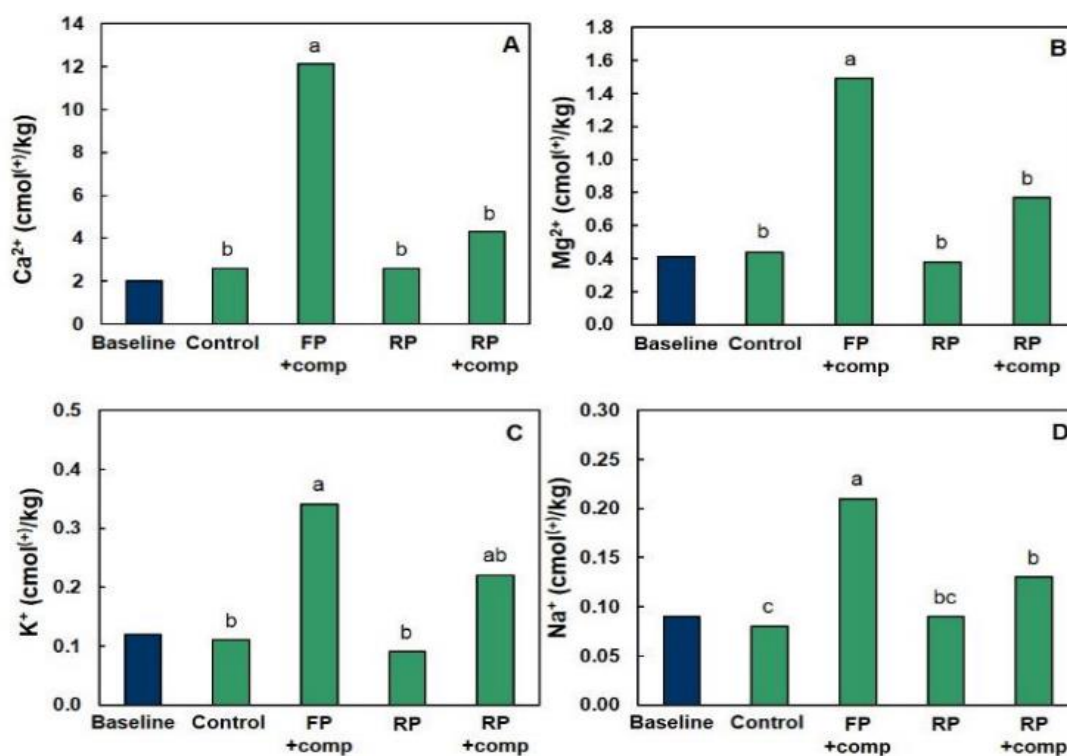 A
Ca²⁺ (cmol⁽⁺⁾/kg)
14
12
10
8
6
4
2
0
b
a
b
b
Baseline Control FP +comp RP RP +comp
B
Mg²⁺ (cmol⁽⁺⁾/kg)
1.8
1.6
1.4
1.2
1.0
0.8
0.6
0.4
0.2
0.0
b
a
b
b
Baseline Control FP +comp RP RP +comp
C
K⁺ (cmol⁽⁺⁾/kg)
0.5
0.4
0.3
0.2
0.1
0.0
b
a
b
ab
Baseline Control FP +comp RP RP +comp
D
Na⁺ (cmol⁽⁺⁾/kg)
0.30
0.25
0.20
0.15
0.10
0.05
0.00
c
a
bc
b
Baseline Control FP +comp RP RP +comp